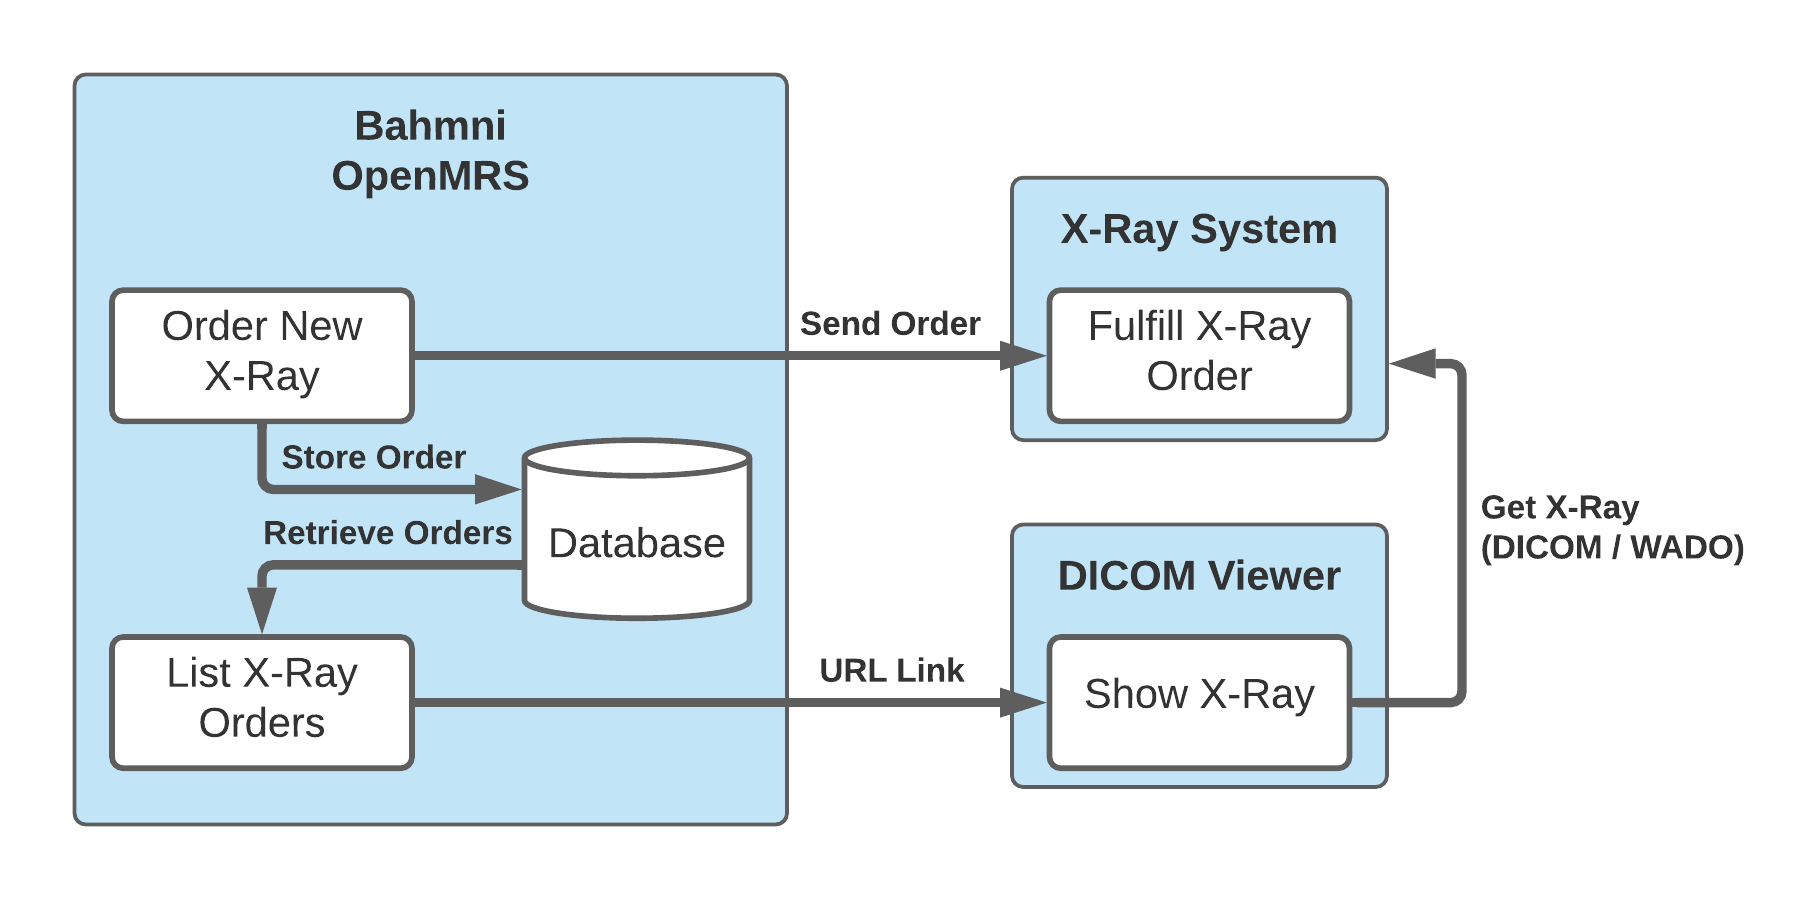 Bahmni
OpenMRS
Order New
X-Ray
Send Order
X-Ray System
Fulfill X-Ray
Order
Store Order
Retrieve Orders
Database
List X-Ray
Orders
URL Link
DICOM Viewer
Show X-Ray
Get X-Ray
(DICOM / WADO)